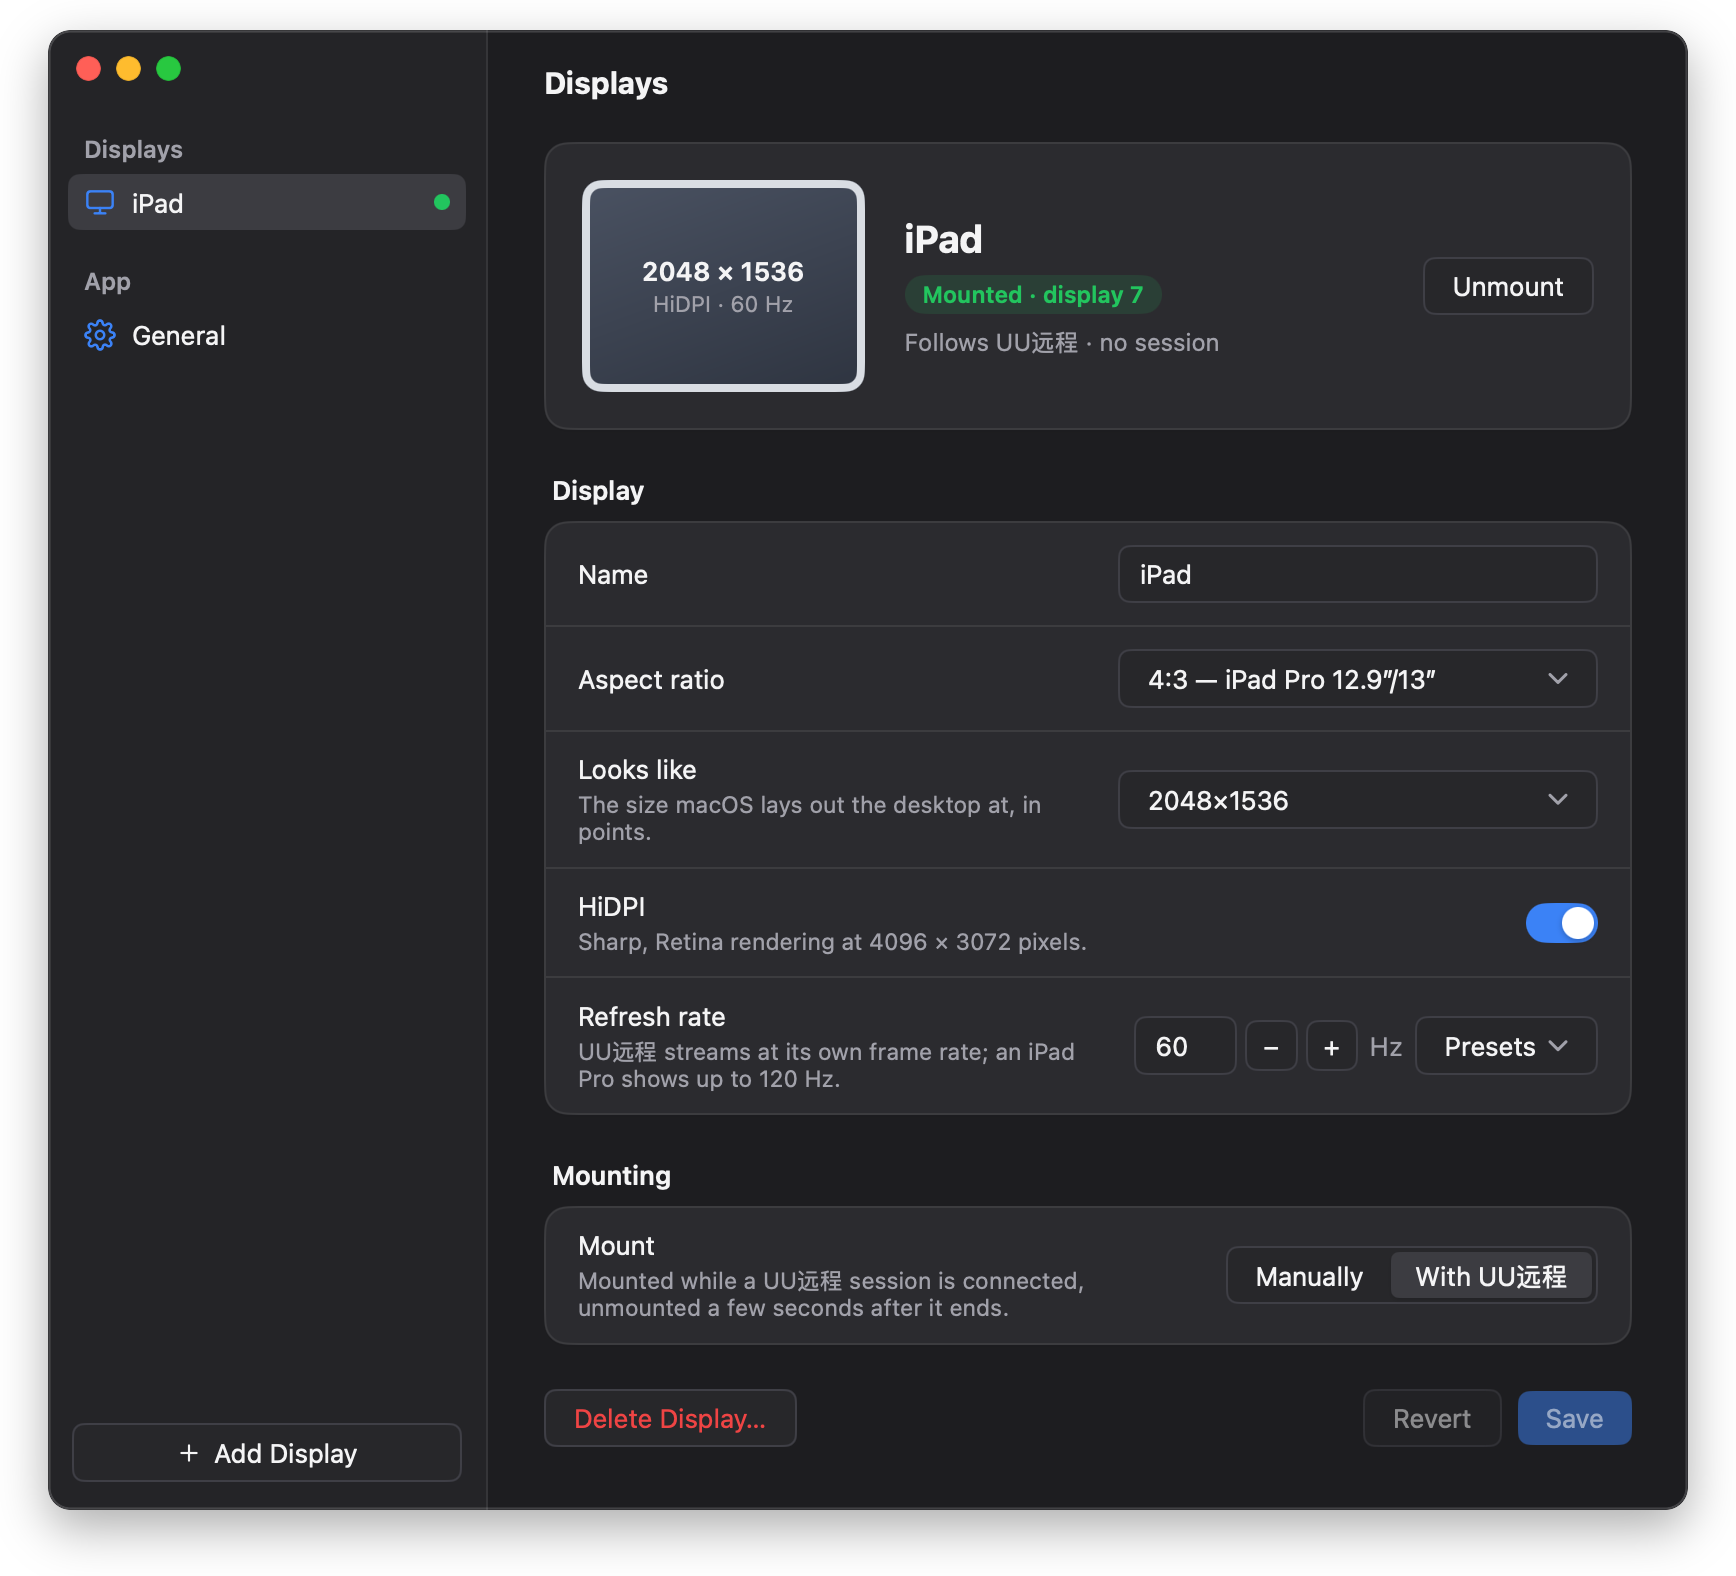 Displays
iPad
App
General
+ Add Display
Displays
2048 × 1536
HiDPI · 60 Hz
iPad
Mounted · display 7
Follows UU远程 · no session
Unmount
Display
Name
iPad
Aspect ratio
4:3 — iPad Pro 12.9″/13″
Looks like
The size macOS lays out the desktop at, in
points.
2048×1536
HiDPI
Sharp, Retina rendering at 4096 × 3072 pixels.
Refresh rate
UU远程 streams at its own frame rate; an iPad
Pro shows up to 120 Hz.
60 − + Hz Presets
Mounting
Mount
Mounted while a UU远程 session is connected,
unmounted a few seconds after it ends.
Manually With UU远程
Delete Display...
Revert Save